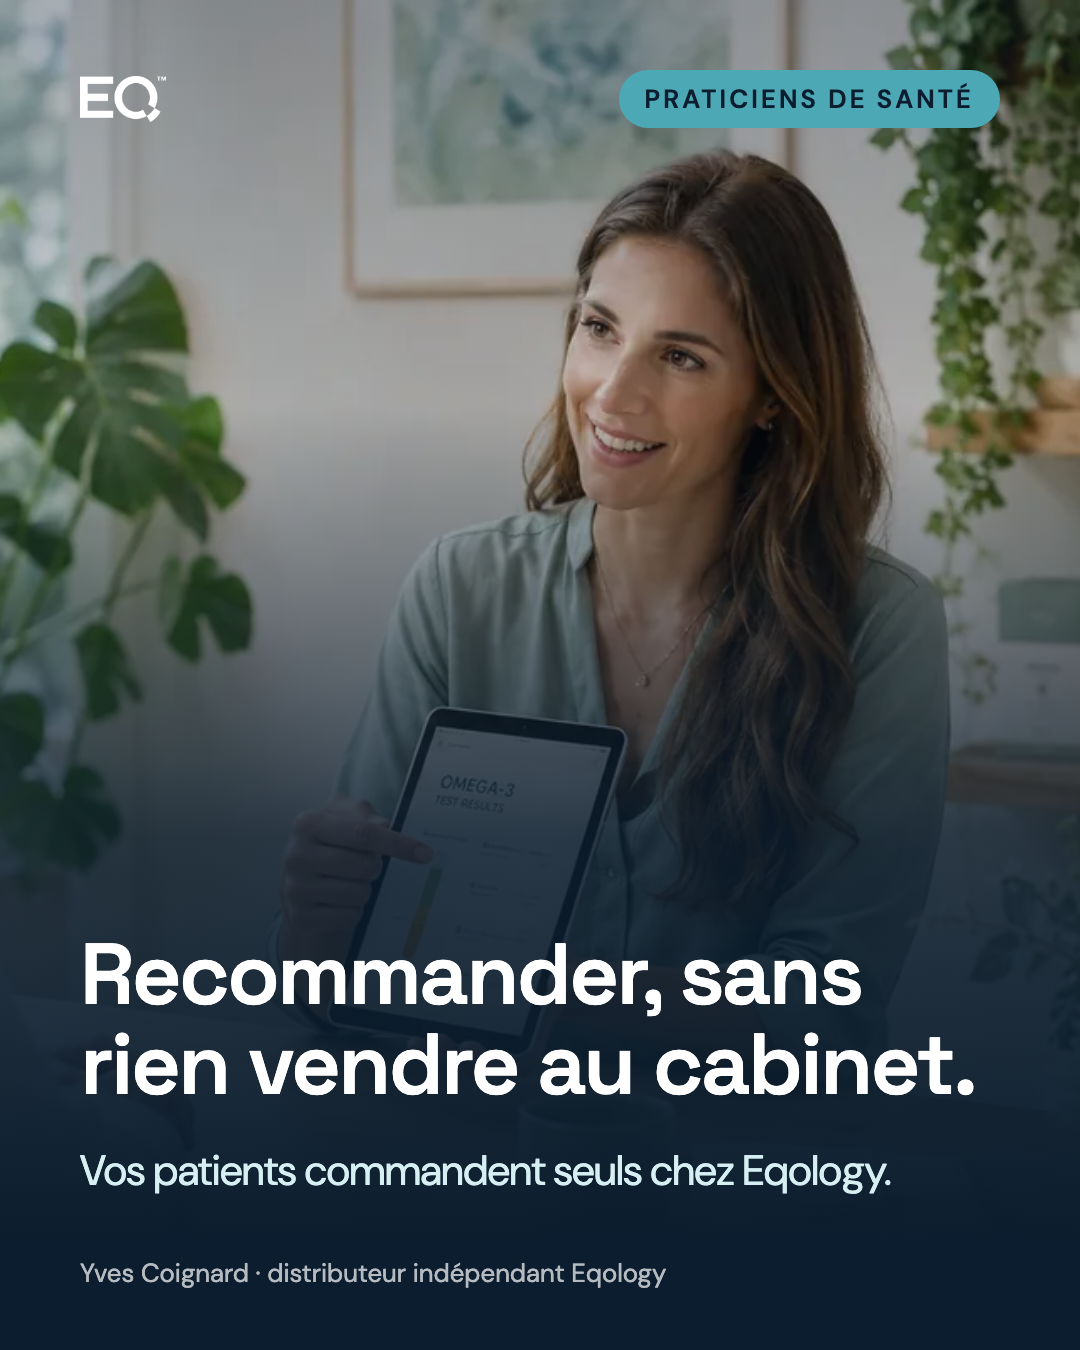 EQ™
PRATICIENS DE SANTÉ
OMEGA-3
TEST RESULTS
Recommander, sans
rien vendre au cabinet.
Vos patients commandent seuls chez Eqology.
Yves Coignard · distributeur indépendant Eqology